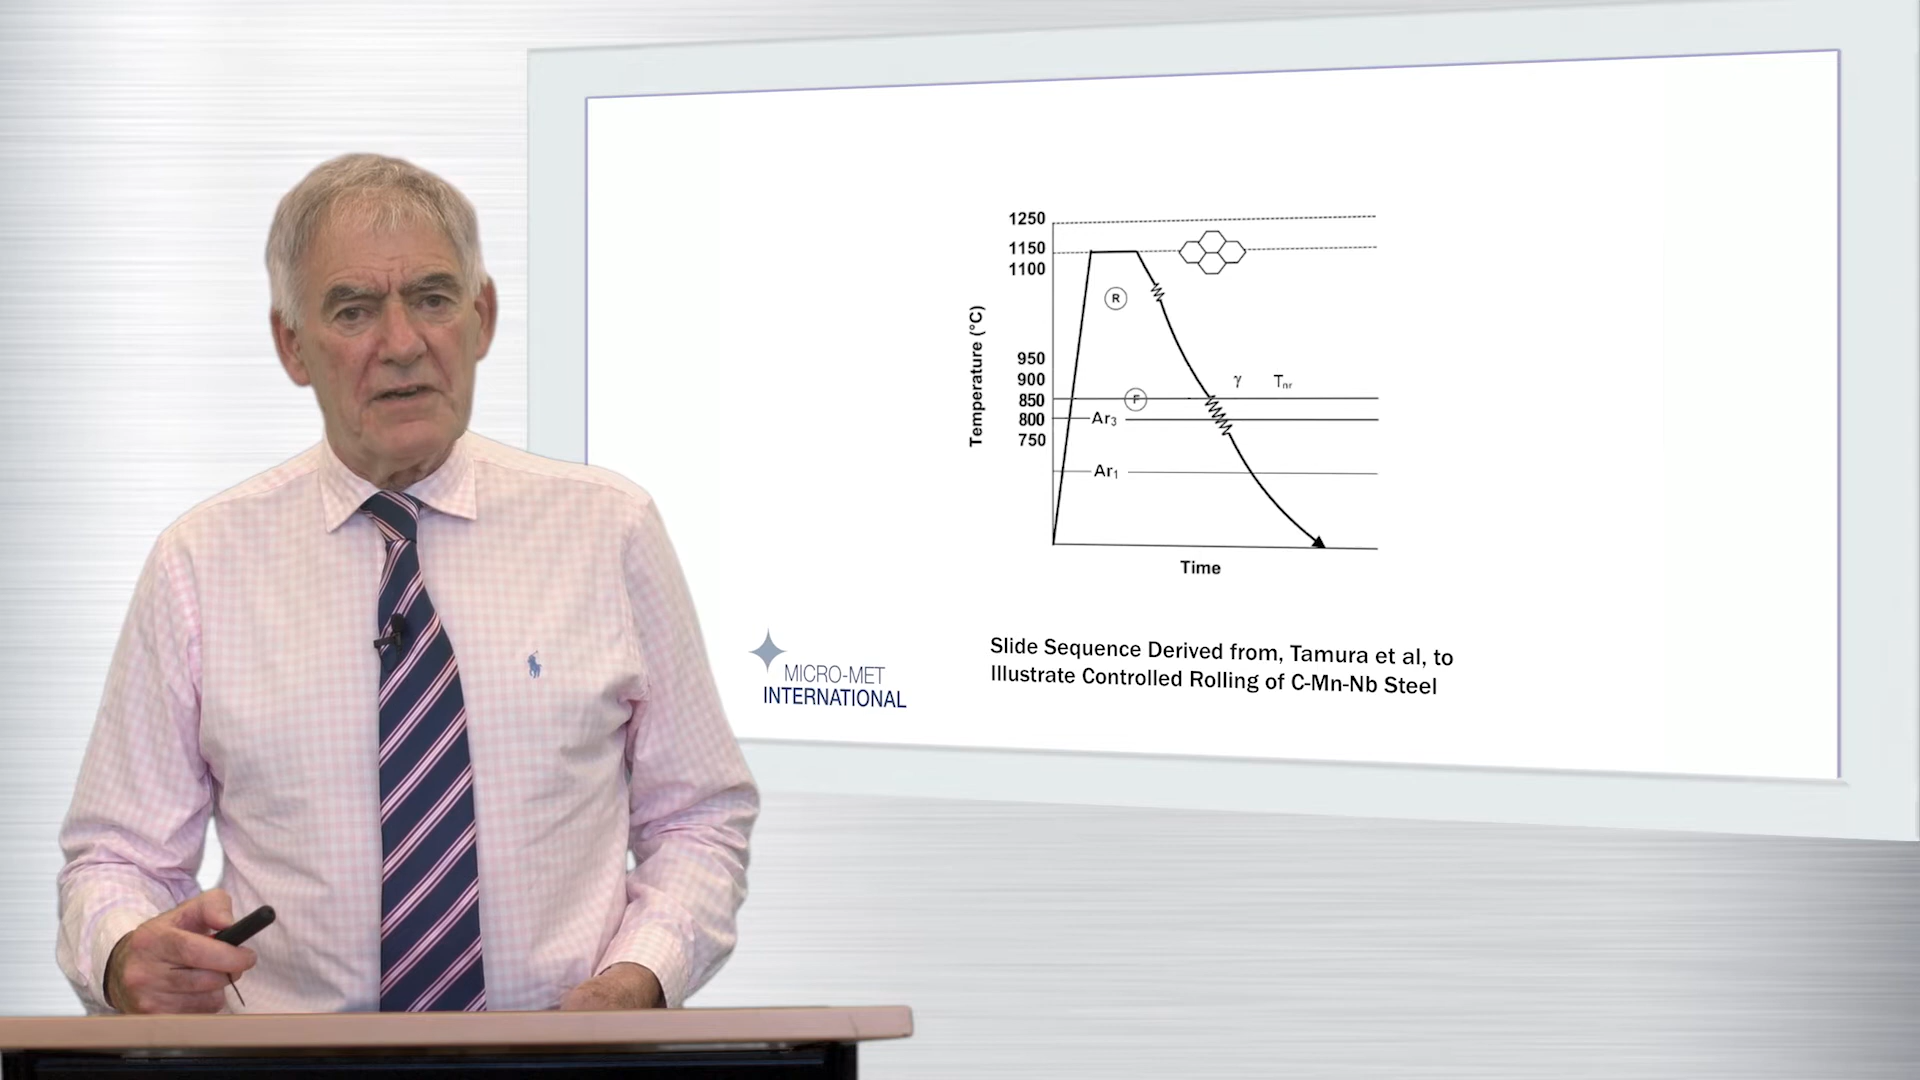 1250
1150
1100
R
Temperature (°C)
950
900
850
800
750
γ Tnr
F
Ar3
Ar1
Time
MICRO-MET
INTERNATIONAL
Slide Sequence Derived from, Tamura et al, to
Illustrate Controlled Rolling of C-Mn-Nb Steel